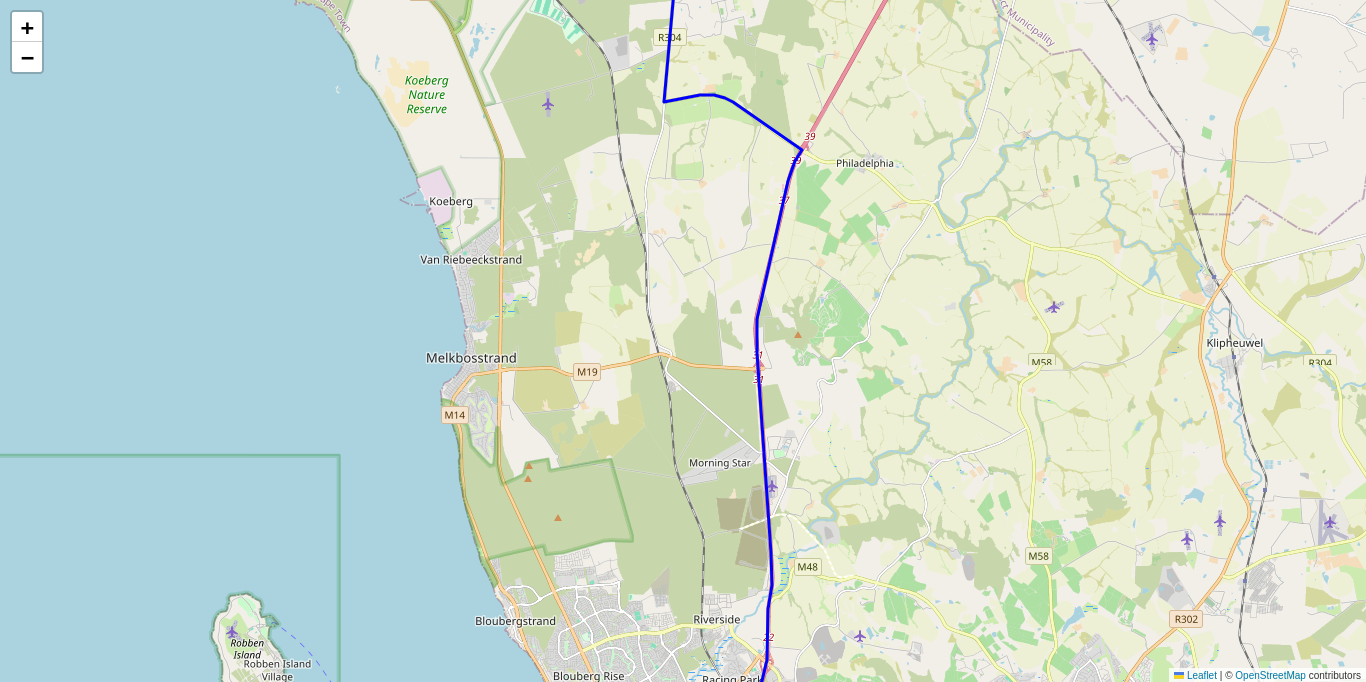 +
−
ape Town
cr Municipality
R304
Koeberg
Nature
Reserve
39
39
Philadelphia
37
Koeberg
Van Riebeeckstrand
31
31
Melkbosstrand
M19
M14
Klipheuwel
M58
R304
Morning Star
M58
M48
Bloubergstrand
Riverside
R302
22
Robben
Island
Robben Island
Village
Blouberg Rise
Racing Park
Leaflet | © OpenStreetMap contributors